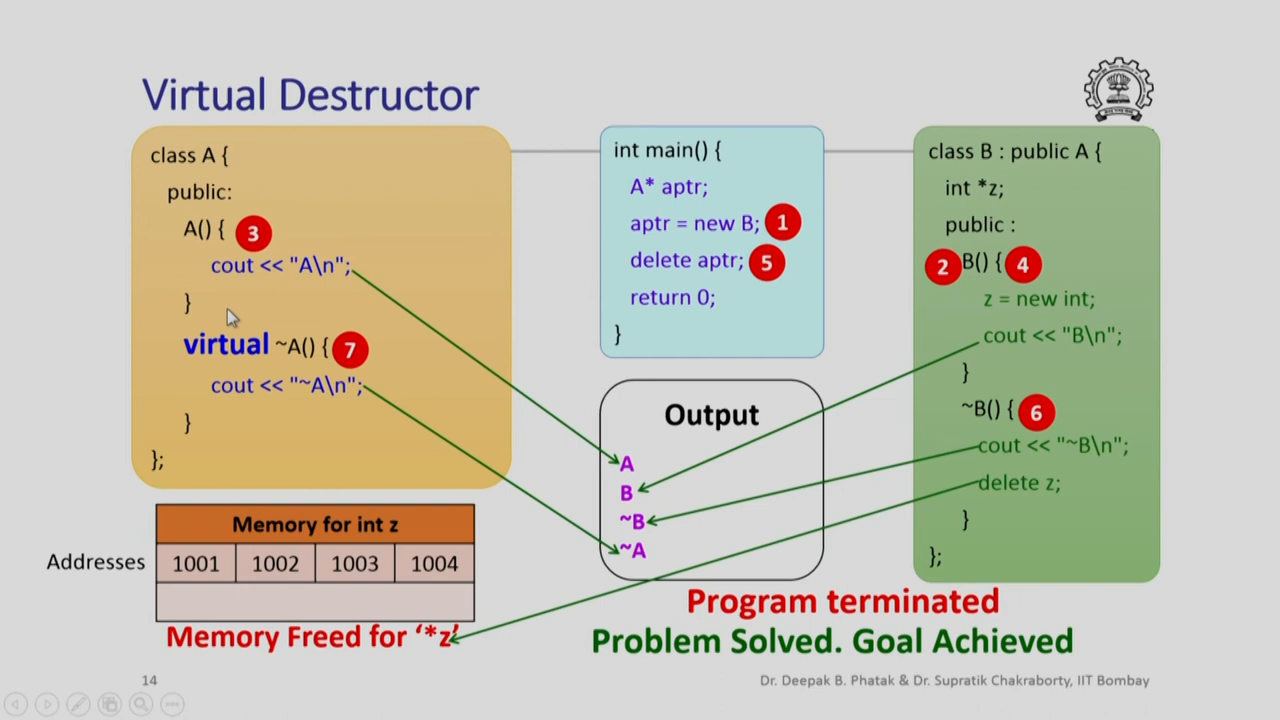 Virtual Destructor
class A {
public:
A() { 3
cout << "A\n";
}
virtual ~A() { 7
cout << "~A\n";
}
};
int main() {
A* aptr;
aptr = new B; 1
delete aptr; 5
return 0;
}
class B : public A {
int *z;
public :
2 B() { 4
z = new int;
cout << "B\n";
}
~B() { 6
cout << "~B\n";
delete z;
}
};
Output
A
B
~B
~A
Memory for int z
Addresses 1001 1002 1003 1004
Memory Freed for ‘*z’
Program terminated
Problem Solved. Goal Achieved
14
Dr. Deepak B. Phatak & Dr. Supratik Chakraborty, IIT Bombay